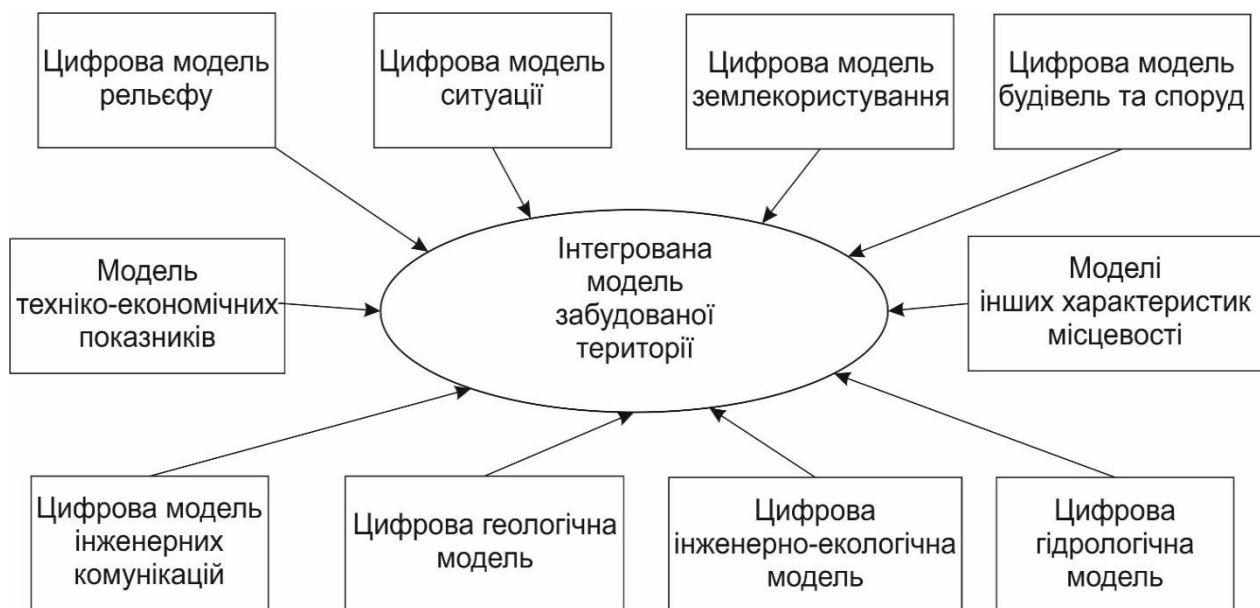 Цифрова модель
рельєфу
Цифрова модель
ситуації
Цифрова модель
землекористування
Цифрова модель
будівель та споруд
Модель
техніко-економічних
показників
Інтегрована
модель
забудованої
території
Моделі
інших характеристик
місцевості
Цифрова модель
інженерних
комунікацій
Цифрова геологічна
модель
Цифрова
інженерно-екологічна
модель
Цифрова
гідрологічна
модель